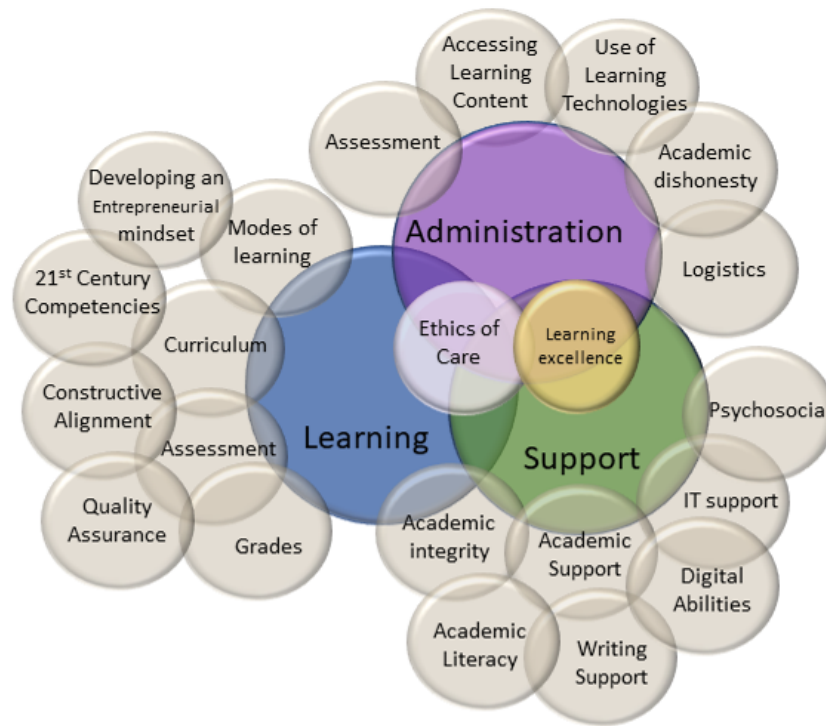 Accessing
Learning
Content
Use of
Learning
Technologies
Assessment
Academic
dishonesty
Administration
Logistics
Developing an
Entrepreneurial
mindset
Modes of
learning
21st Century
Competencies
Curriculum
Constructive
Alignment
Assessment
Quality
Assurance
Grades
Learning
Ethics of
Care
Learning
excellence
Support
Psychosocia
IT support
Digital
Abilities
Academic
integrity
Academic
Support
Academic
Literacy
Writing
Support